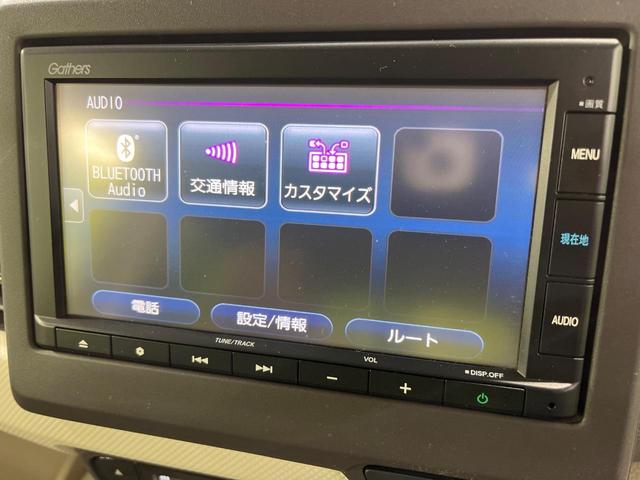 Gathers
AUDIO
BLUETOOTH
Audio
交通情報
カスタマイズ
電話
設定/情報
ルート
画質
MENU
現在地
AUDIO
TUNE/TRACK
VOL
DISP.OFF